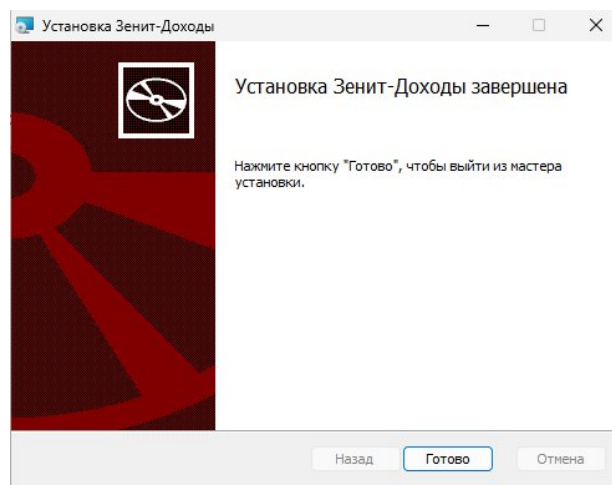 Установка Зенит-Доходы
Установка Зенит-Доходы завершена
Нажмите кнопку "Готово", чтобы выйти из мастера
установки.
Назад Готово Отмена